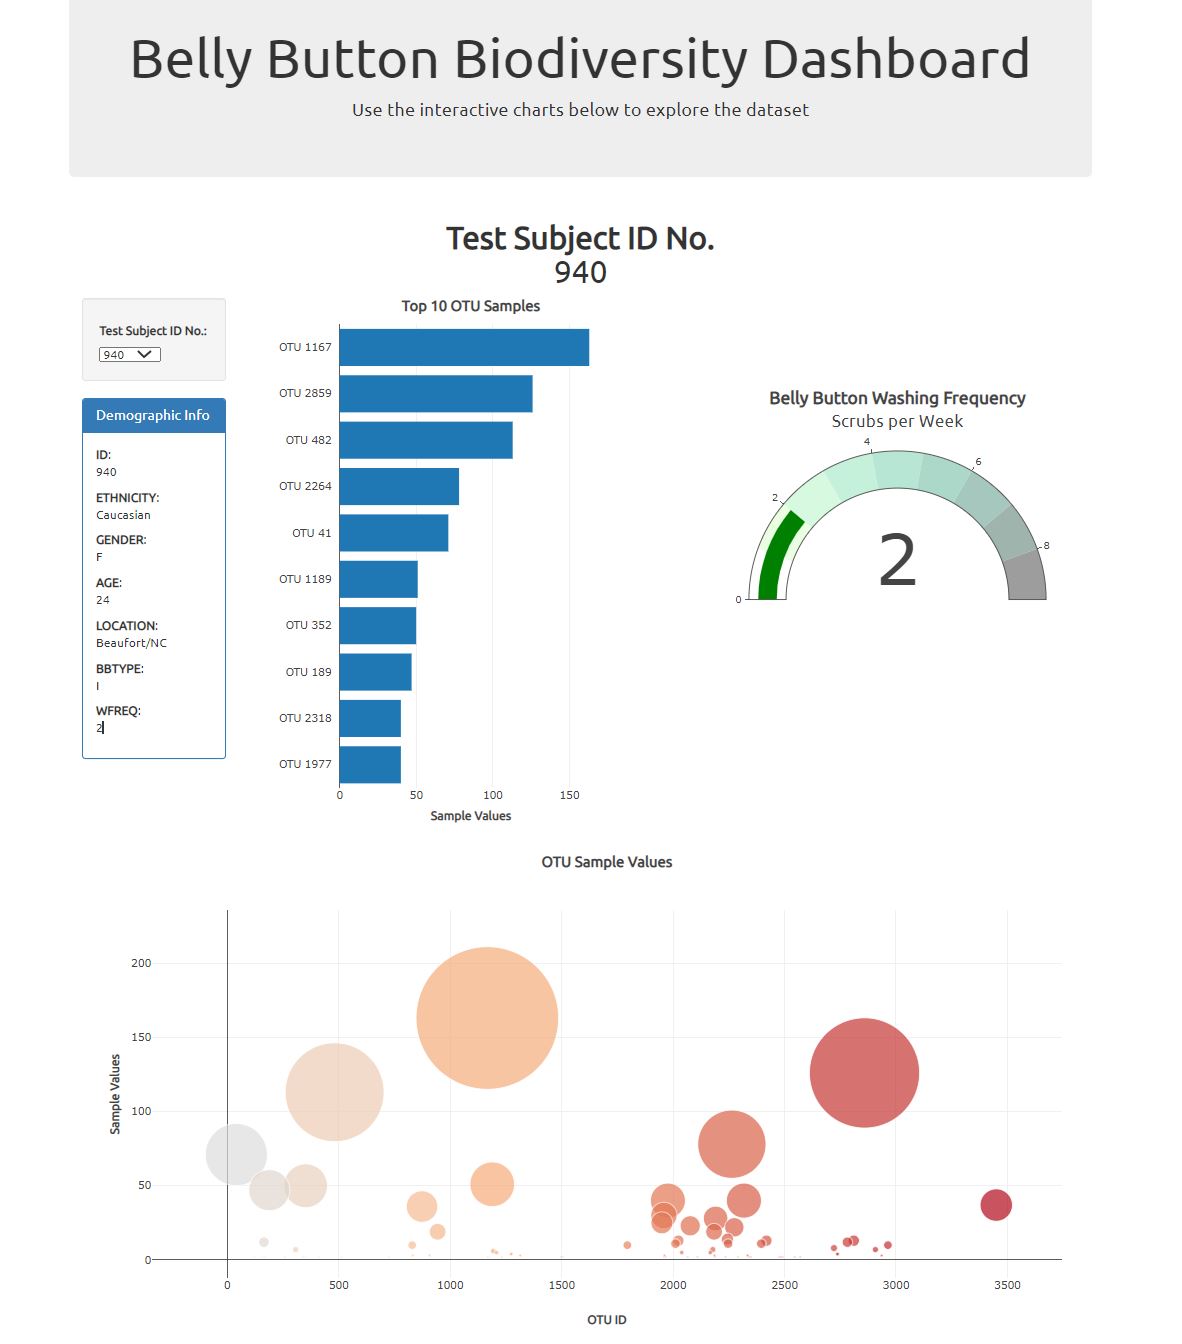 Belly Button Biodiversity Dashboard
Use the interactive charts below to explore the dataset
Test Subject ID No.
940
Test Subject ID No.:
940
Demographic Info
ID:
940
ETHNICITY:
Caucasian
GENDER:
F
AGE:
24
LOCATION:
Beaufort/NC
BBTYPE:
I
WFREQ:
2
Top 10 OTU Samples
OTU 1167
OTU 2859
OTU 482
OTU 2264
OTU 41
OTU 1189
OTU 352
OTU 189
OTU 2318
OTU 1977
0 50 100 150
Sample Values
Belly Button Washing Frequency
Scrubs per Week
0
2
4
6
8
2
OTU Sample Values
200
150
100
50
0
Sample Values
0 500 1000 1500 2000 2500 3000 3500
OTU ID